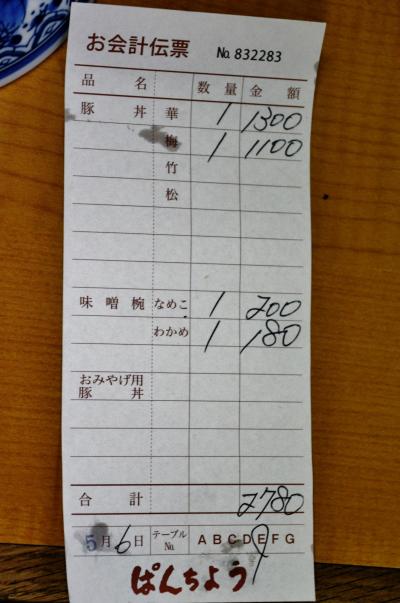 お会計伝票 No. 832283
品 名 数 量 金 額
豚 丼 華 1 1300
梅 1 1100
竹
松
味 噌 椀 なめこ 1 200
わかめ 1 180
おみやげ用
豚 丼
合 計 2780
5月6日 テーブルNo. A B C D E F G
ぱんちょう